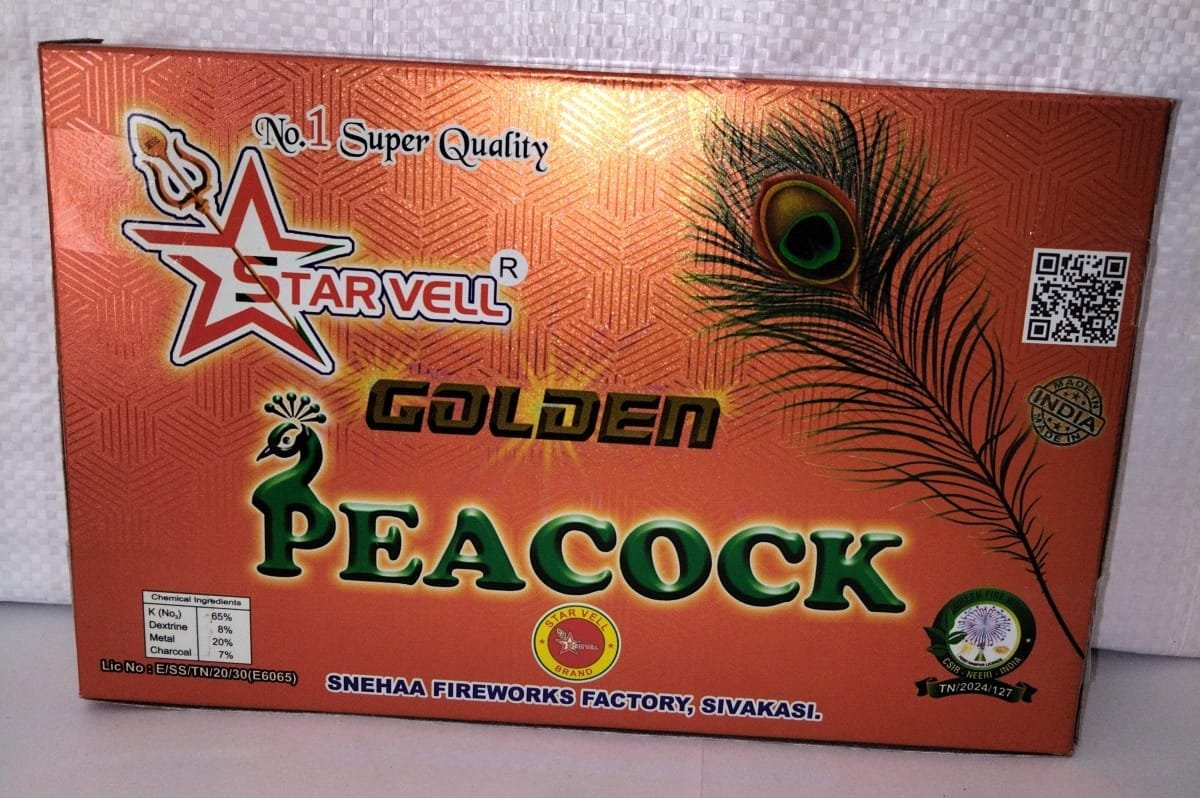 No.1 Super Quality
STAR VELL R
GOLDEN
PEACOCK
MADE IN
INDIA
MADE IN
Chemical Ingredients
K (No3) 65%
Dextrine 8%
Metal 20%
Charcoal 7%
Lic No : E/SS/TN/20/30(E6065)
STAR VELL
BRAND
SNEHAA FIREWORKS FACTORY, SIVAKASI.
CSIR - NEERI - INDIA
TN/2024/127